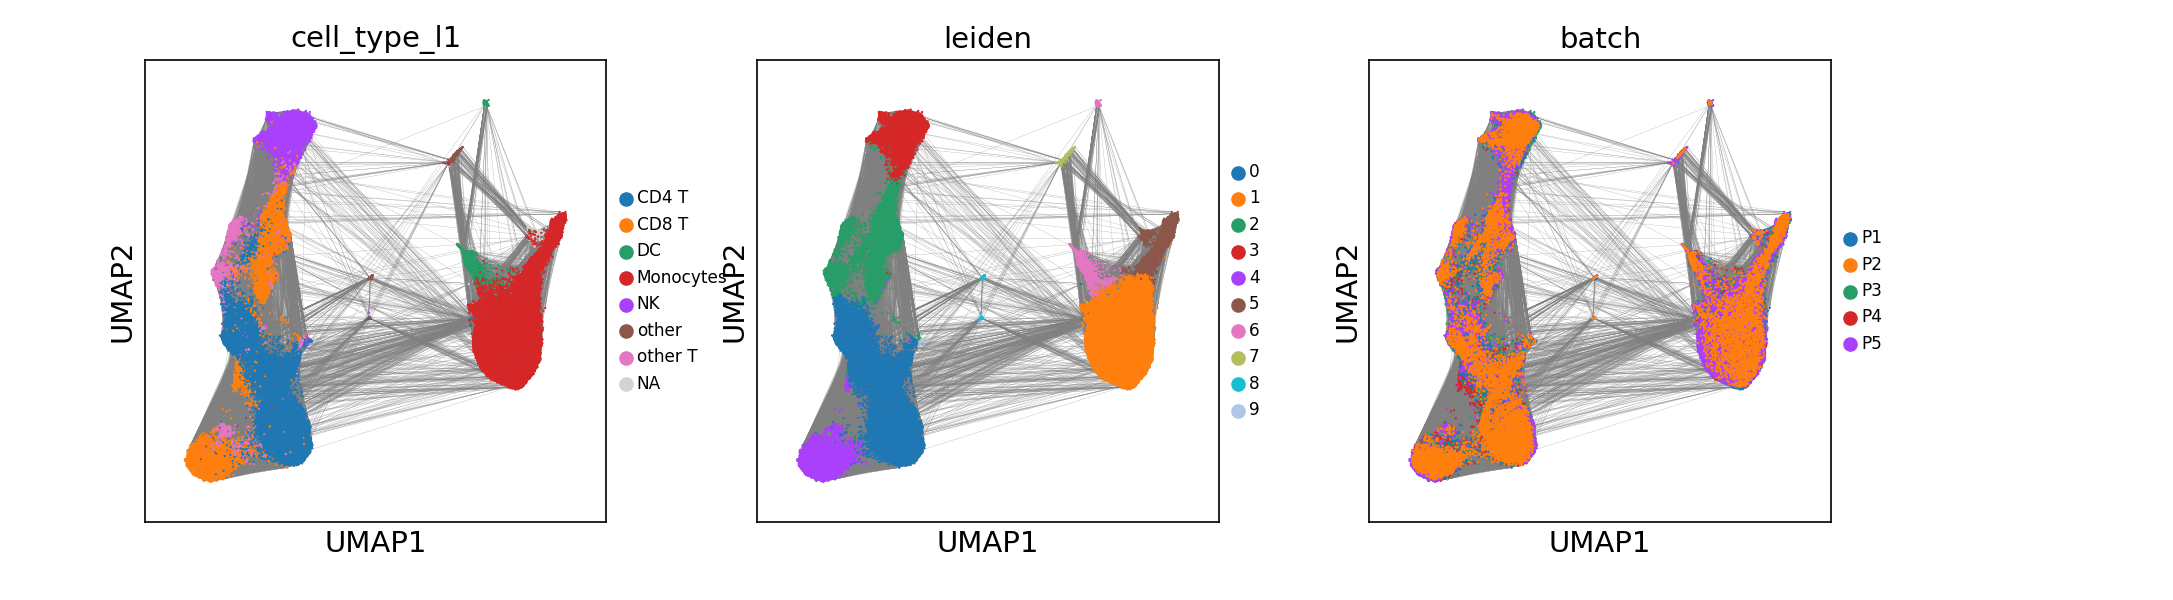 cell_type_l1
UMAP2
UMAP1
CD4 T
CD8 T
DC
Monocytes
NK
other
other T
NA
leiden
UMAP2
UMAP1
0
1
2
3
4
5
6
7
8
9
batch
UMAP2
UMAP1
P1
P2
P3
P4
P5